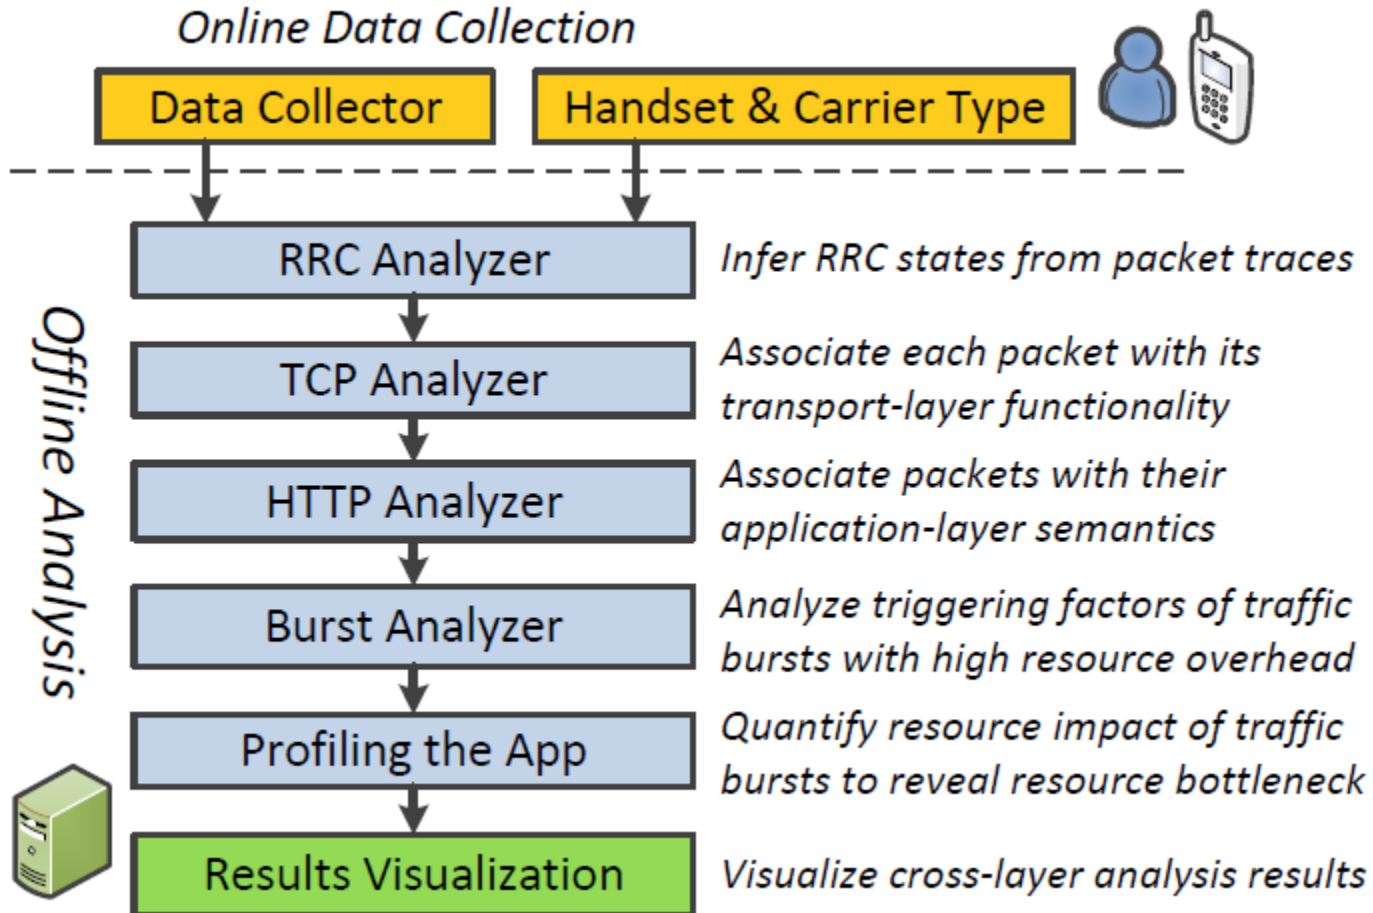 Online Data Collection
Data Collector
Handset & Carrier Type
Offline Analysis
RRC Analyzer
Infer RRC states from packet traces
TCP Analyzer
Associate each packet with its
transport-layer functionality
HTTP Analyzer
Associate packets with their
application-layer semantics
Burst Analyzer
Analyze triggering factors of traffic
bursts with high resource overhead
Profiling the App
Quantify resource impact of traffic
bursts to reveal resource bottleneck
Results Visualization
Visualize cross-layer analysis results